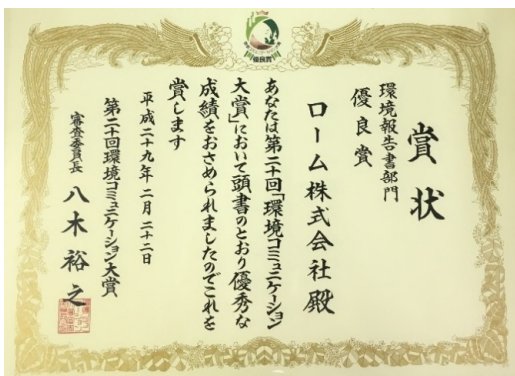 優良賞
賞状
環境報告書部門
優良賞
ローム株式会社殿
あなたは第二十回「環境コミュニケーション
大賞」において頭書のとおり優秀な
成績をおさめられましたのでこれを
賞します
平成二十九年二月二十二日
第二十回環境コミュニケーション大賞
審査委員長 八木裕之